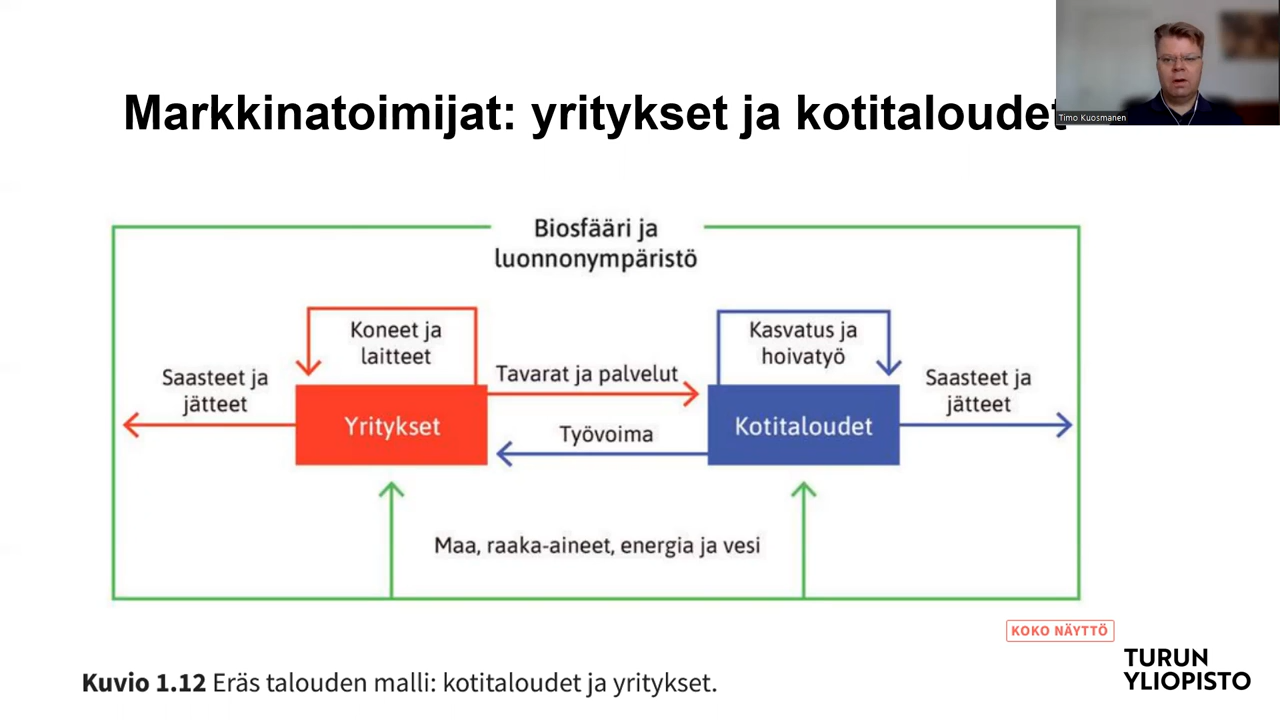 Markkinatoimijat: yritykset ja kotitaloudet
Timo Kuosmanen
Biosfääri ja
luonnonympäristö
Koneet ja
laitteet
Kasvatus ja
hoivatyö
Saasteet ja
jätteet
Tavarat ja palvelut
Saasteet ja
jätteet
Yritykset
Työvoima
Kotitaloudet
Maa, raaka-aineet, energia ja vesi
KOKO NÄYTTÖ
TURUN
YLIOPISTO
Kuvio 1.12 Eräs talouden malli: kotitaloudet ja yritykset.